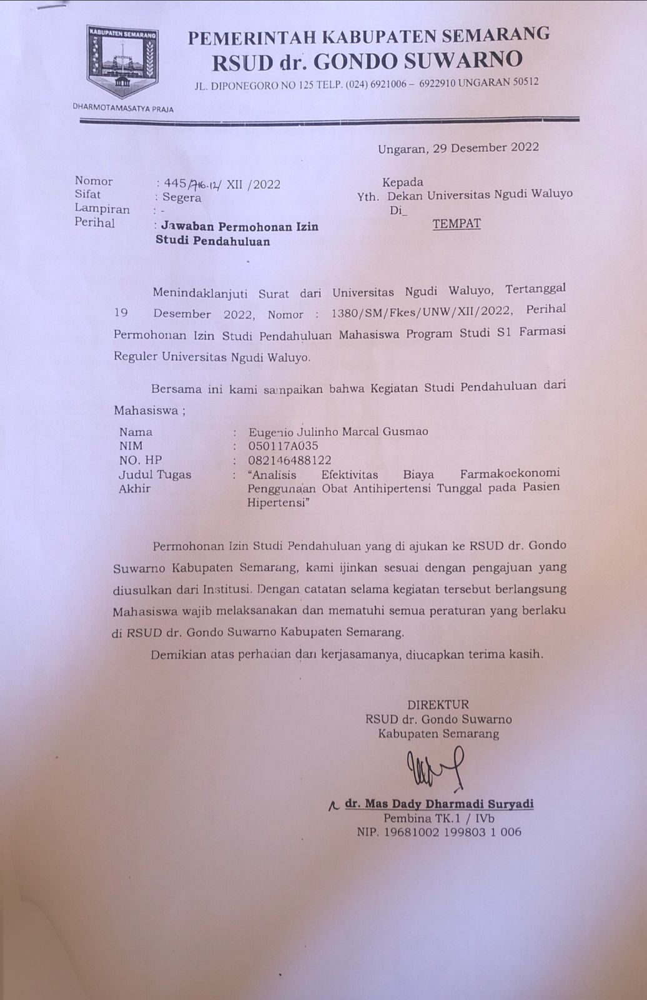 KABUPATEN SEMARANG
PEMERINTAH KABUPATEN SEMARANG
RSUD dr. GONDO SUWARNO
JL. DIPONEGORO NO 125 TELP. (024) 6921006 – 6922910 UNGARAN 50512
DHARMOTAMASATYA PRAJA
Ungaran, 29 Desember 2022
Nomor : 445/716.12/ XII /2022
Sifat : Segera
Lampiran : -
Perihal : Jawaban Permohonan Izin
Studi Pendahuluan
Kepada
Yth. Dekan Universitas Ngudi Waluyo
Di_
TEMPAT
Menindaklanjuti Surat dari Universitas Ngudi Waluyo, Tertanggal
19 Desember 2022, Nomor : 1380/SM/Fkes/UNW/XII/2022, Perihal
Permohonan Izin Studi Pendahuluan Mahasiswa Program Studi S1 Farmasi
Reguler Universitas Ngudi Waluyo.
Bersama ini kami sampaikan bahwa Kegiatan Studi Pendahuluan dari
Mahasiswa ;
Nama : Eugenio Julinho Marcal Gusmao
NIM : 050117A035
NO. HP : 082146488122
Judul Tugas : “Analisis Efektivitas Biaya Farmakoekonomi
Akhir Penggunaan Obat Antihipertensi Tunggal pada Pasien
Hipertensi”
Permohonan Izin Studi Pendahuluan yang di ajukan ke RSUD dr. Gondo
Suwarno Kabupaten Semarang, kami ijinkan sesuai dengan pengajuan yang
diusulkan dari Institusi. Dengan catatan selama kegiatan tersebut berlangsung
Mahasiswa wajib melaksanakan dan mematuhi semua peraturan yang berlaku
di RSUD dr. Gondo Suwarno Kabupaten Semarang.
Demikian atas perhatian dan kerjasamanya, diucapkan terima kasih.
DIREKTUR
RSUD dr. Gondo Suwarno
Kabupaten Semarang
dr. Mas Dady Dharmadi Suryadi
Pembina TK.1 / IVb
NIP. 19681002 199803 1 006